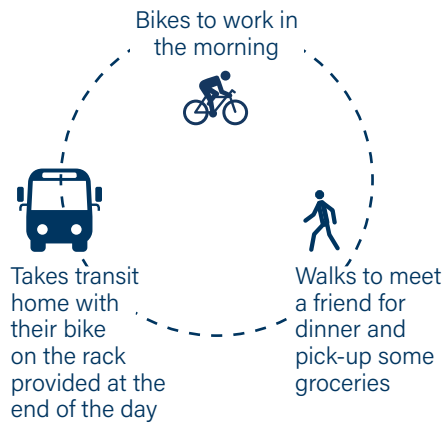 Bikes to work in
the morning
Walks to meet
a friend for
dinner and
pick-up some
groceries
Takes transit
home with
their bike
on the rack
provided at the
end of the day